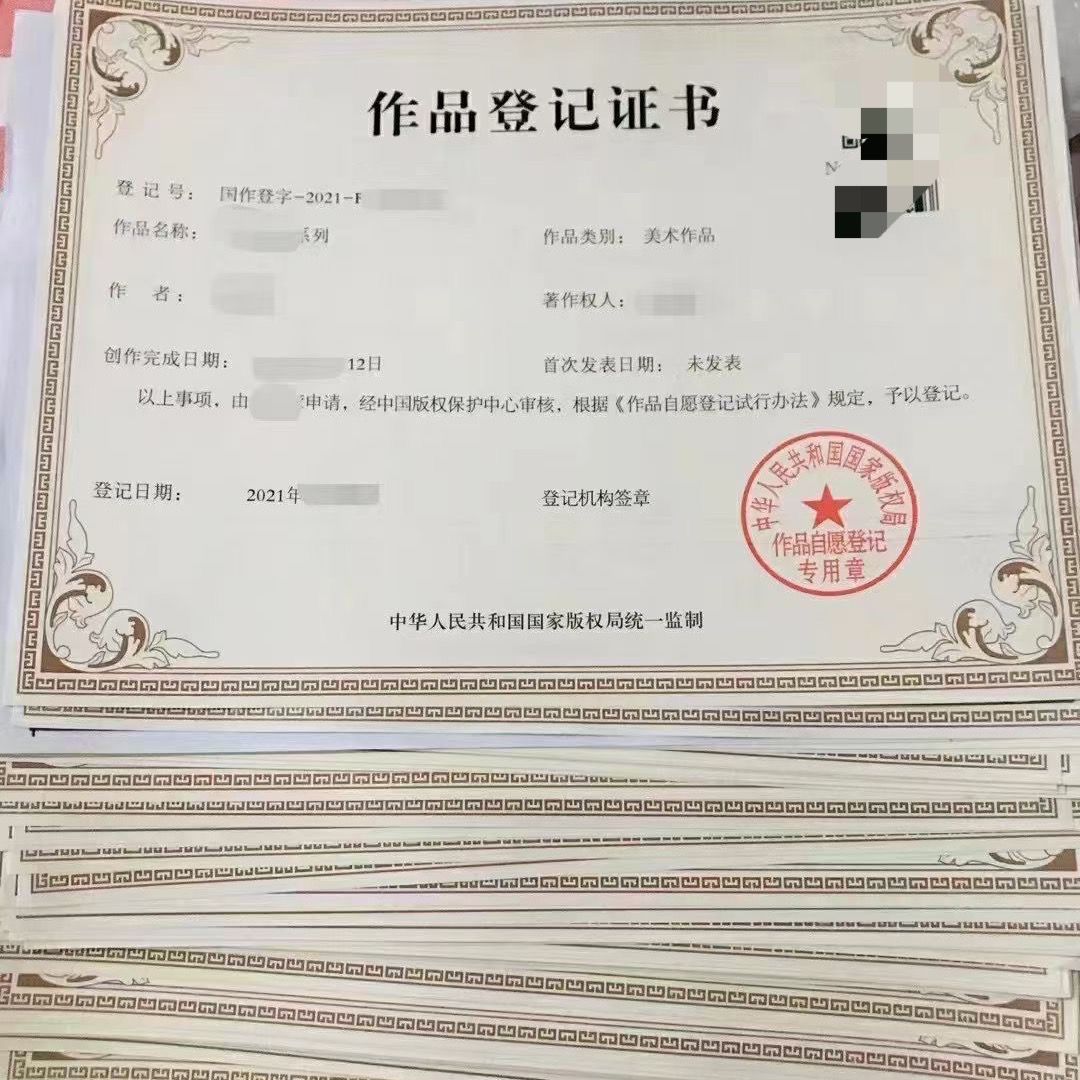 作品登记证书
登记号： 国作登字-2021-F
作品名称： 系列
作品类别： 美术作品
作者：
著作权人：
创作完成日期： 12日
首次发表日期： 未发表
以上事项，由 申请，经中国版权保护中心审核，根据《作品自愿登记试行办法》规定，予以登记。
登记日期： 2021年
登记机构签章
中华人民共和国国家版权局
作品自愿登记
专用章
中华人民共和国国家版权局统一监制